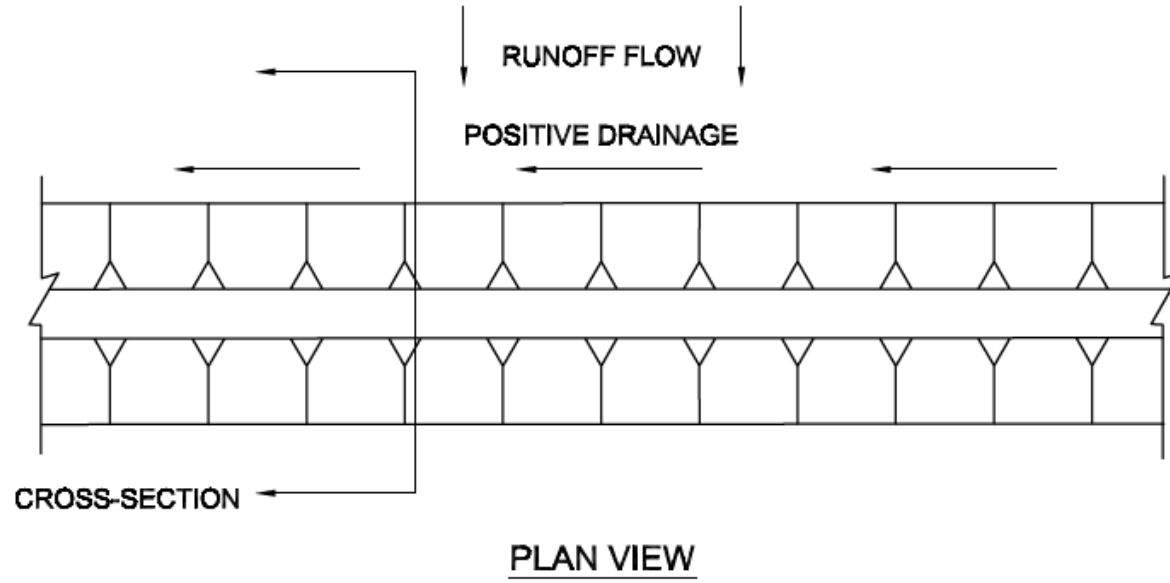 RUNOFF FLOW
POSITIVE DRAINAGE
CROSS-SECTION
PLAN VIEW